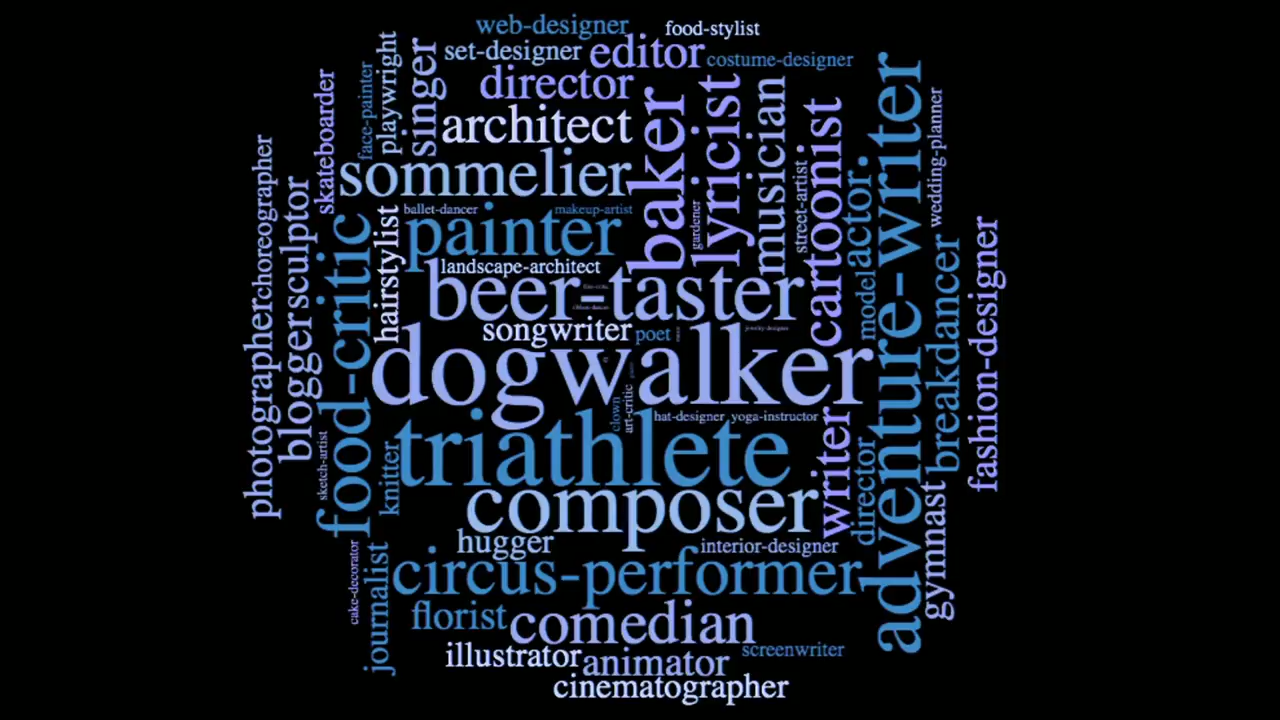 web-designer
food-stylist
set-designer
editor
costume-designer
director
architect
sommelier
ballet-dancer
makeup-artist
painter
landscape-architect
beer-taster
songwriter
poet
jewelry-designer
dogwalker
hat-designer
yoga-instructor
triathlete
composer
hugger
interior-designer
circus-performer
florist
comedian
illustrator
animator
screenwriter
cinematographer
photographer
choreographer
blogger
sculptor
skateboarder
sketch-artist
food-critic
face-painter
playwright
singer
hairstylist
knitter
cake-decorator
journalist
clown
art-critic
baker
gardener
lyricist
musician
street-artist
cartoonist
writer
actor
model
director
adventure-writer
wedding-planner
breakdancer
gymnast
fashion-designer